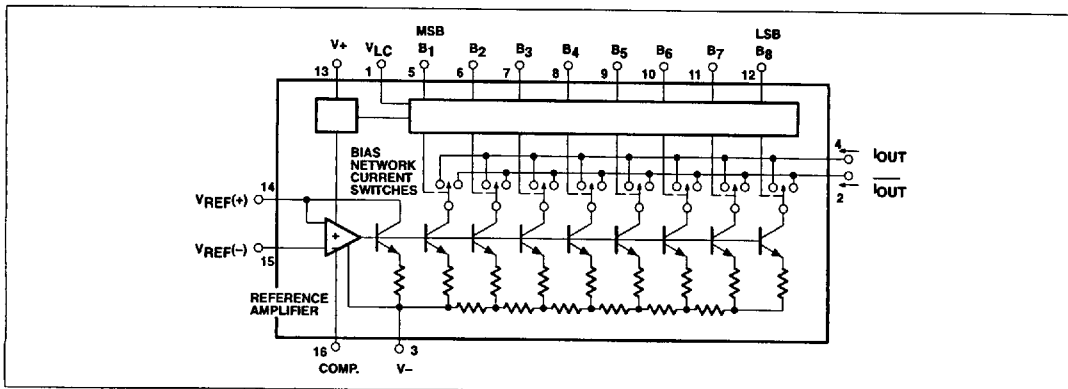 MSB LSB
V+ VLC B1 B2 B3 B4 B5 B6 B7 B8
13 1 5 6 7 8 9 10 11 12
4 IOUT
BIAS
NETWORK
CURRENT
SWITCHES
2 IOUT
14
VREF(+)
+
VREF(–)
–
15
REFERENCE
AMPLIFIER
16 3
COMP. V–